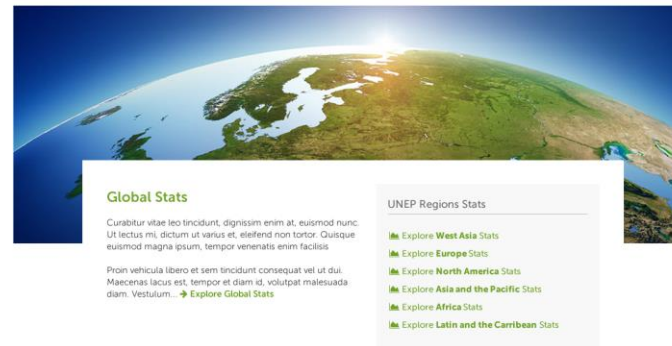 Global Stats
Curabitur vitae leo tincidunt, dignissim enim at, euismod nunc.
Ut lectus mi, dictum ut varius et, eleifend non tortor. Quisque
euismod magna ipsum, tempor venenatis enim facilisis
Proin vehicula libero et sem tincidunt consequat vel ut dui.
Maecenas lacus est, tempor et diam id, volutpat malesuada
diam. Vestulum... → Explore Global Stats
UNEP Regions Stats
Explore West Asia Stats
Explore Europe Stats
Explore North America Stats
Explore Asia and the Pacific Stats
Explore Africa Stats
Explore Latin and the Carribean Stats